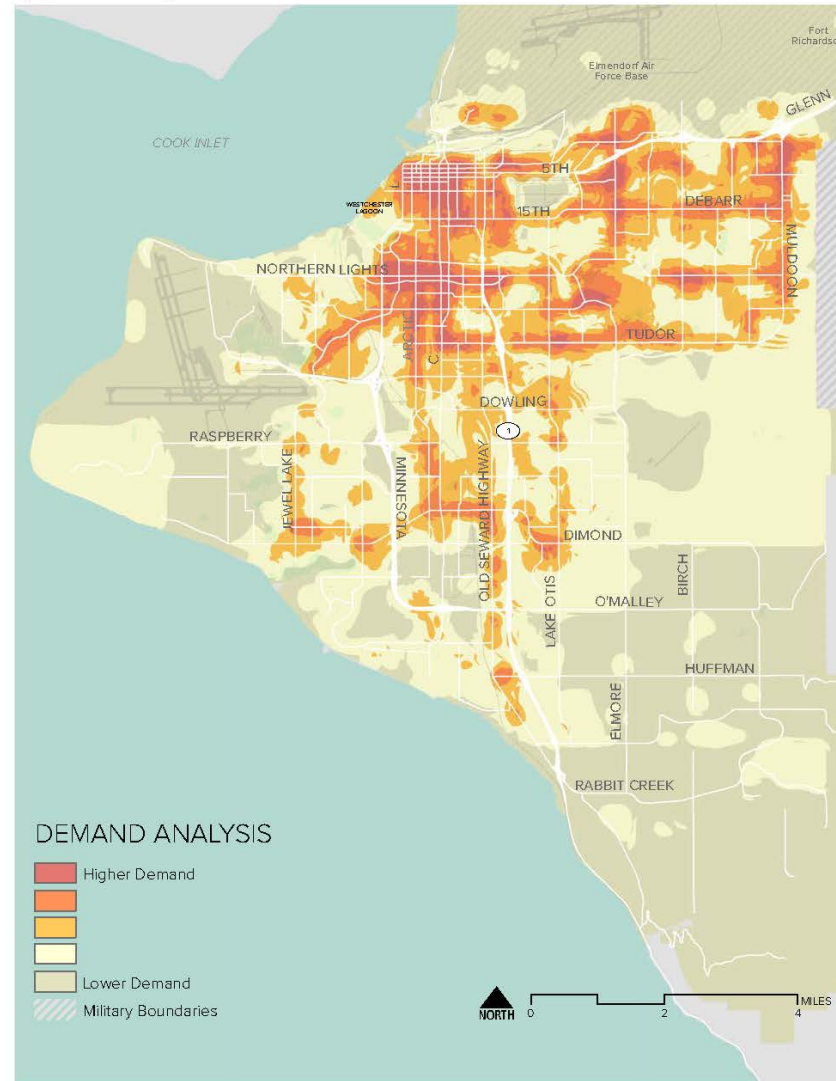 Fort
Richardso
Elmendorf Air
Force Base
GLENN
COOK INLET
5TH
L
WESTCHESTER
LAGOON
15TH
DEBARR
MULDOON
NORTHERN LIGHTS
ARCTIC
C
TUDOR
DOWLING
1
RASPBERRY
JEWEL LAKE
MINNESOTA
OLD SEWARD HIGHWAY
DIMOND
LAKE OTIS
BIRCH
O'MALLEY
HUFFMAN
ELMORE
RABBIT CREEK
DEMAND ANALYSIS
Higher Demand
Lower Demand
Military Boundaries
NORTH
0 2 4 MILES